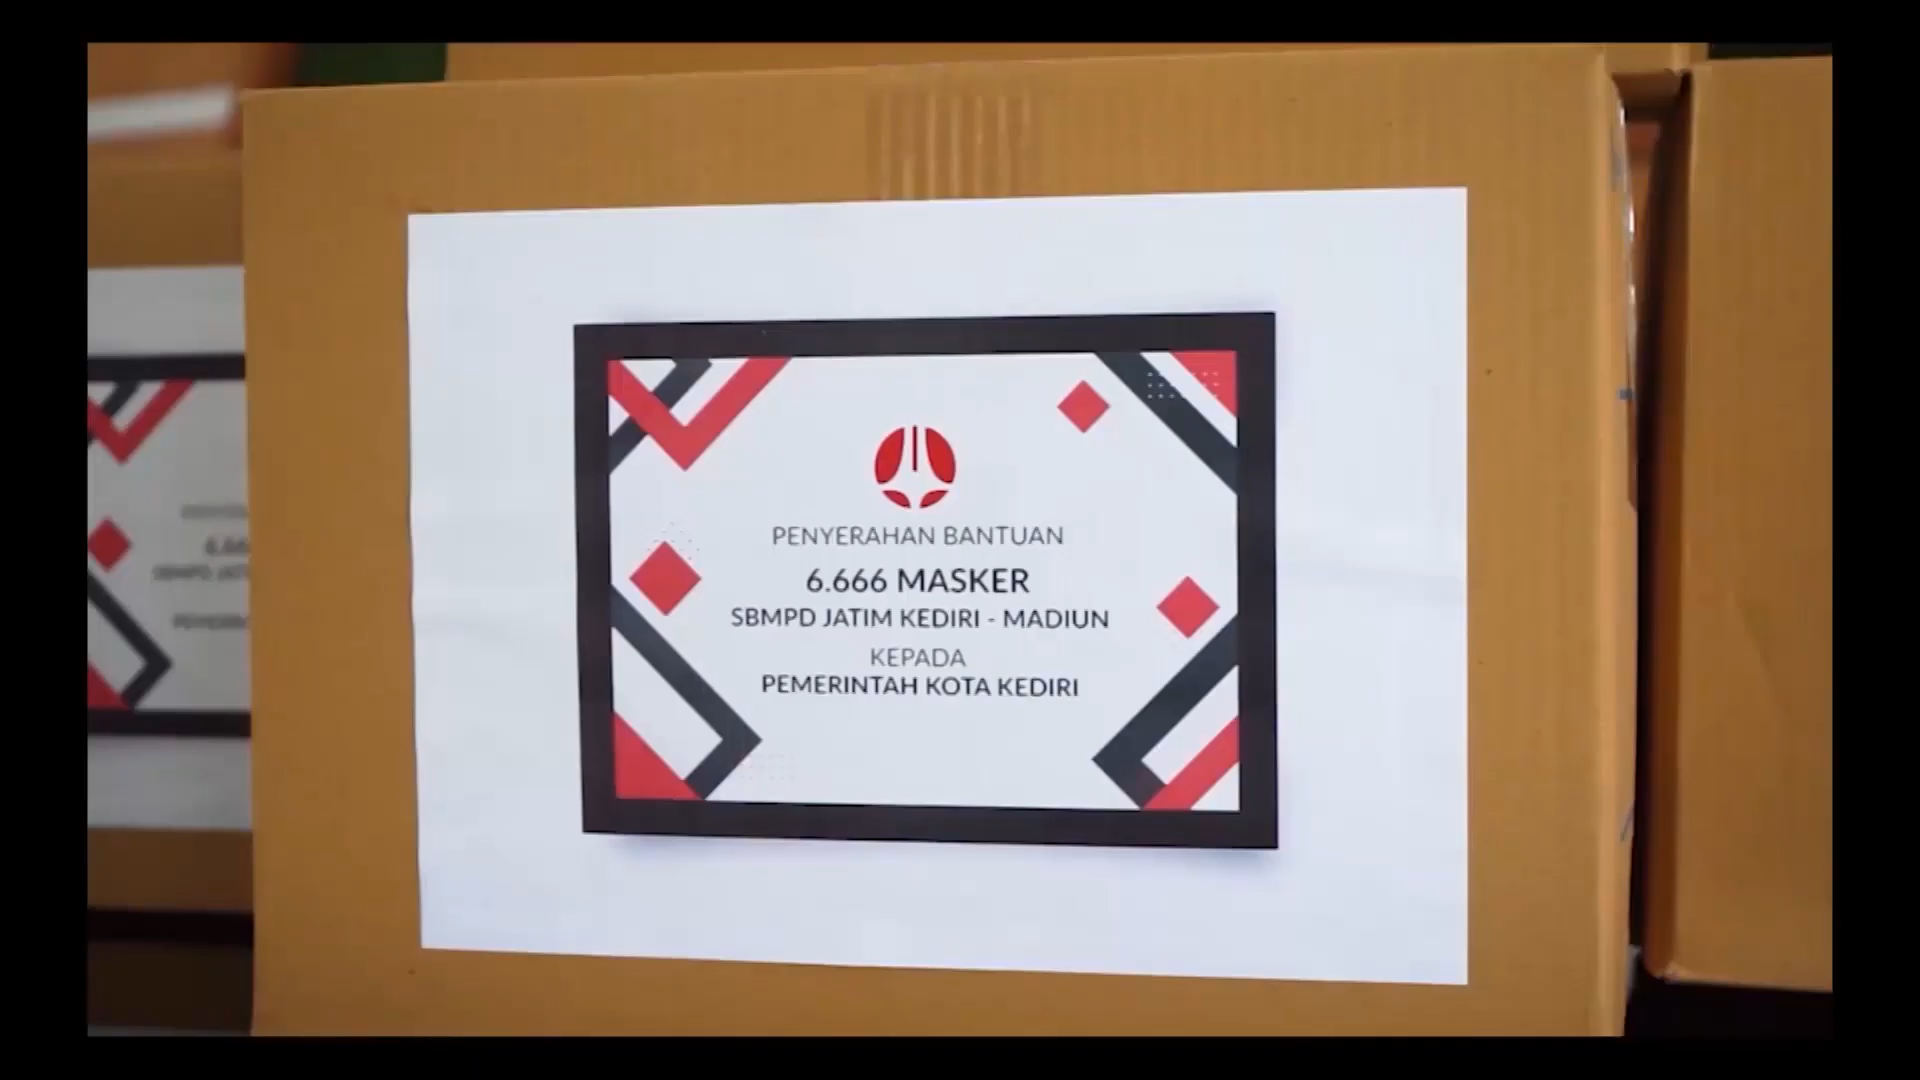 PENYERAHAN BANTUAN
6.666 MASKER
SBMPD JATIM KEDIRI - MADIUN
KEPADA
PEMERINTAH KOTA KEDIRI